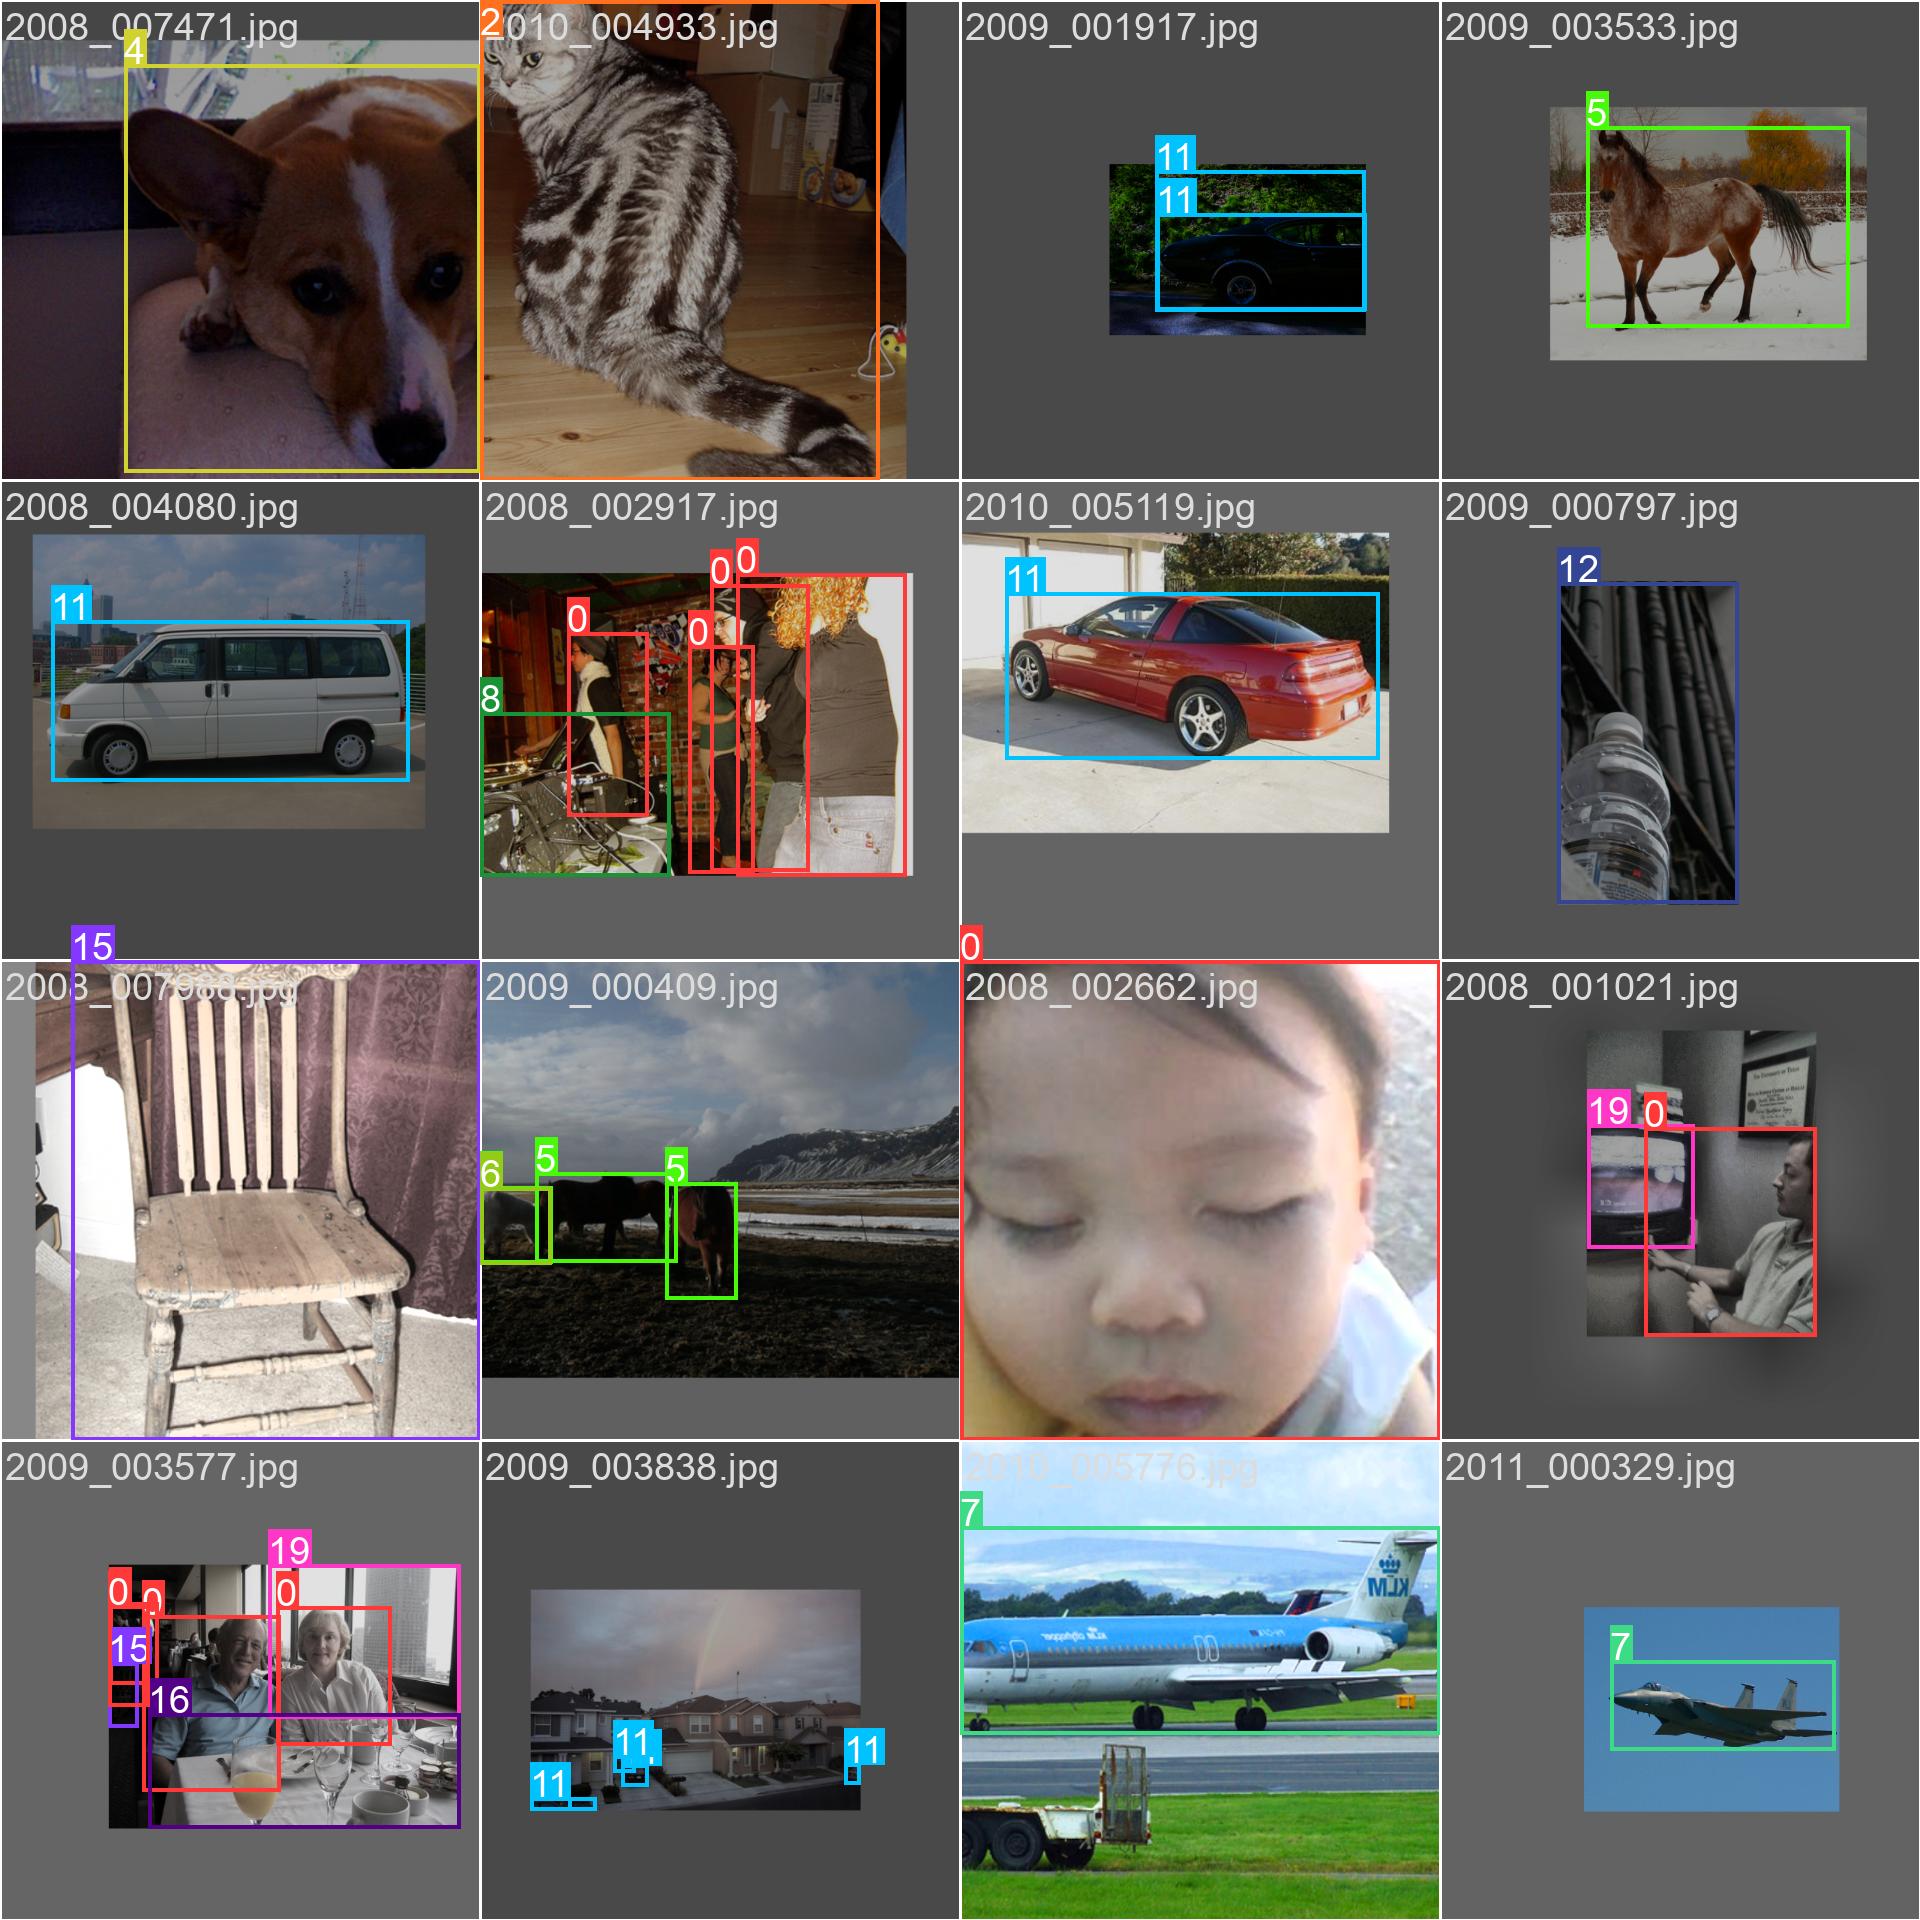 2008_007471.jpg
2010_004933.jpg
2009_001917.jpg
2009_003533.jpg
4
2
11
11
5
2008_004080.jpg
2008_002917.jpg
2010_005119.jpg
2009_000797.jpg
11
0
0
0
0
8
11
12
2008_007988.jpg
2009_000409.jpg
2008_002662.jpg
2008_001021.jpg
15
6
5
5
0
19
0
2009_003577.jpg
2009_003838.jpg
2010_005776.jpg
2011_000329.jpg
19
0
0
0
15
16
11
11
11
7
KLM
KLM cityhopper
7